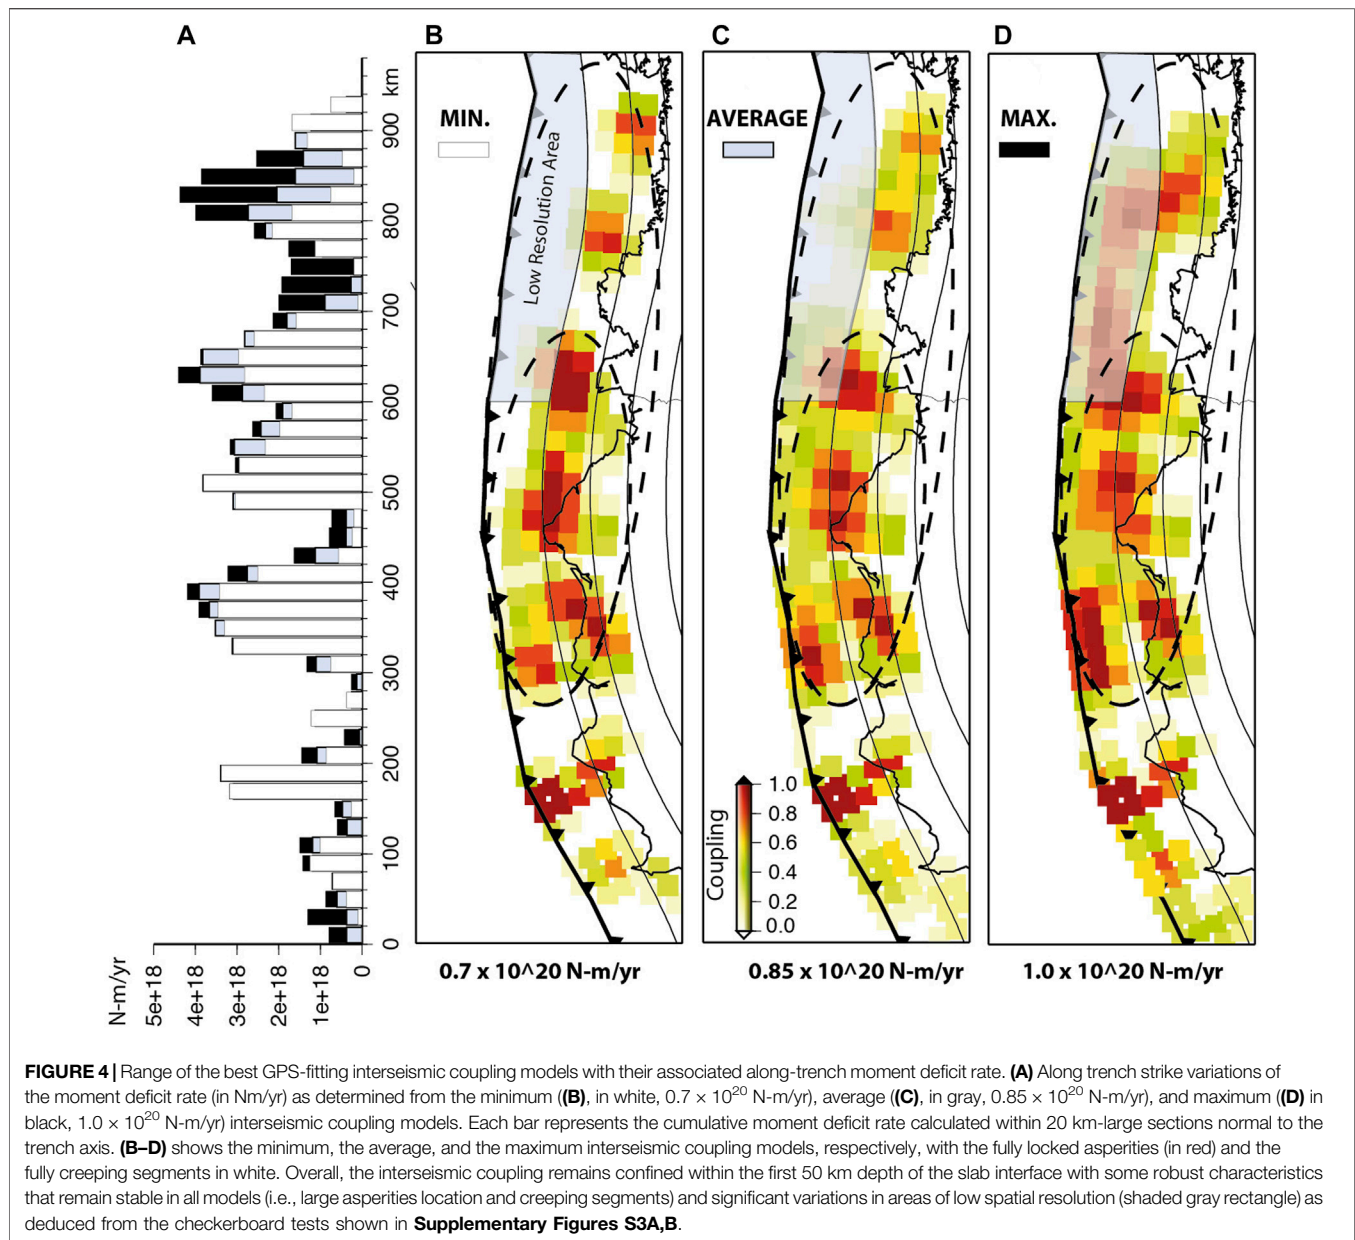 A
B
C
D
km
900
800
700
600
500
400
300
200
100
0
N-m/yr
5e+18
4e+18
3e+18
2e+18
1e+18
0
MIN.
Low Resolution Area
0.7 x 10^20 N-m/yr
AVERAGE
Coupling
1.0
0.8
0.6
0.4
0.2
0.0
0.85 x 10^20 N-m/yr
MAX.
1.0 x 10^20 N-m/yr
FIGURE 4 | Range of the best GPS-fitting interseismic coupling models with their associated along-trench moment deficit rate. (A) Along trench strike variations of
the moment deficit rate (in Nm/yr) as determined from the minimum ((B), in white, 0.7 × 10²⁰ N-m/yr), average ((C), in gray, 0.85 × 10²⁰ N-m/yr), and maximum ((D) in
black, 1.0 × 10²⁰ N-m/yr) interseismic coupling models. Each bar represents the cumulative moment deficit rate calculated within 20 km-large sections normal to the
trench axis. (B–D) shows the minimum, the average, and the maximum interseismic coupling models, respectively, with the fully locked asperities (in red) and the
fully creeping segments in white. Overall, the interseismic coupling remains confined within the first 50 km depth of the slab interface with some robust characteristics
that remain stable in all models (i.e., large asperities location and creeping segments) and significant variations in areas of low spatial resolution (shaded gray rectangle) as
deduced from the checkerboard tests shown in Supplementary Figures S3A,B.